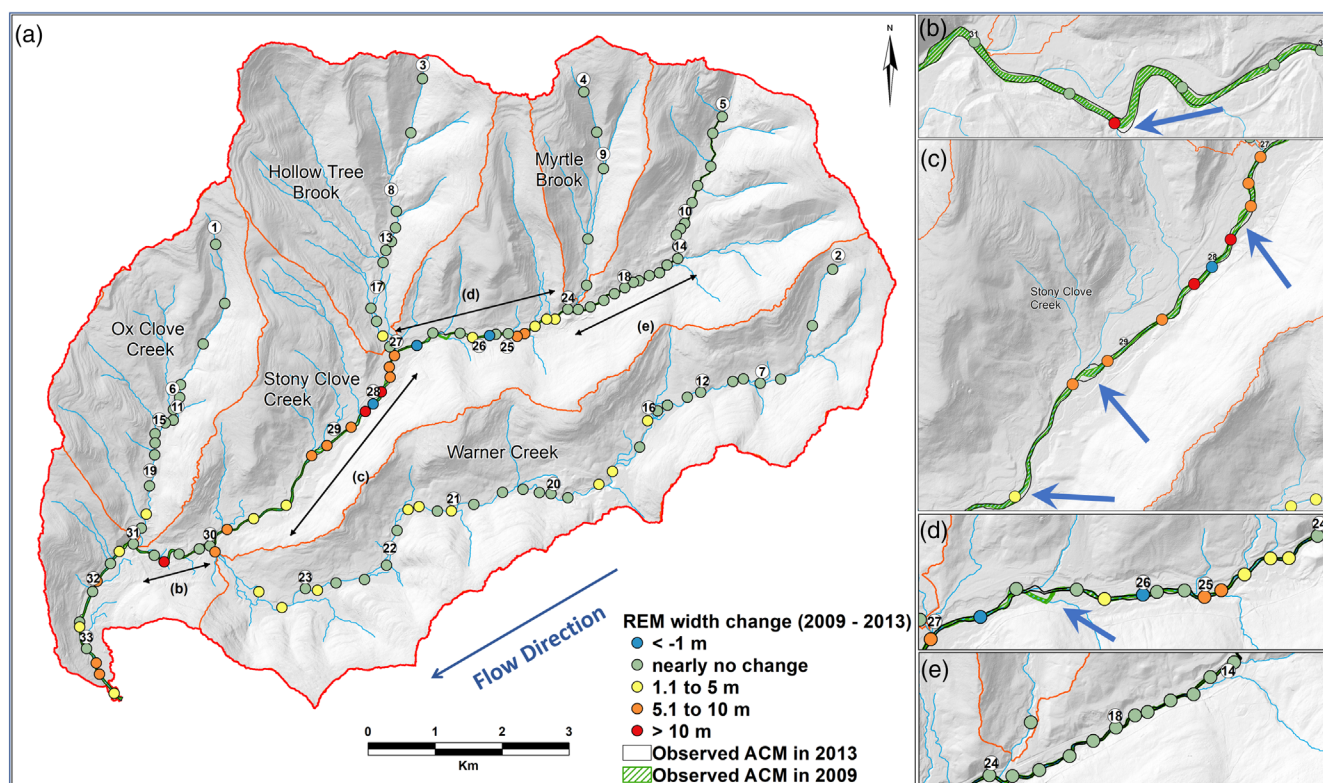 (a)
N
3
4
5
Hollow Tree
Brook
Myrtle
Brook
9
8
1
10
13
14
2
17
18
(d)
24
(e)
Ox Clove
Creek
27
26
25
6
11
Stony Clove
Creek
28
12
7
15
29
16
19
Warner Creek
(c)
20
21
31
30
22
32
(b)
23
33
Flow Direction
REM width change (2009 - 2013)
< -1 m
nearly no change
1.1 to 5 m
5.1 to 10 m
> 10 m
Observed ACM in 2013
Observed ACM in 2009
0 1 2 3
Km
(b)
31
(c)
27
28
Stony Clove
Creek
29
(d)
24
26
25
27
(e)
14
18
24